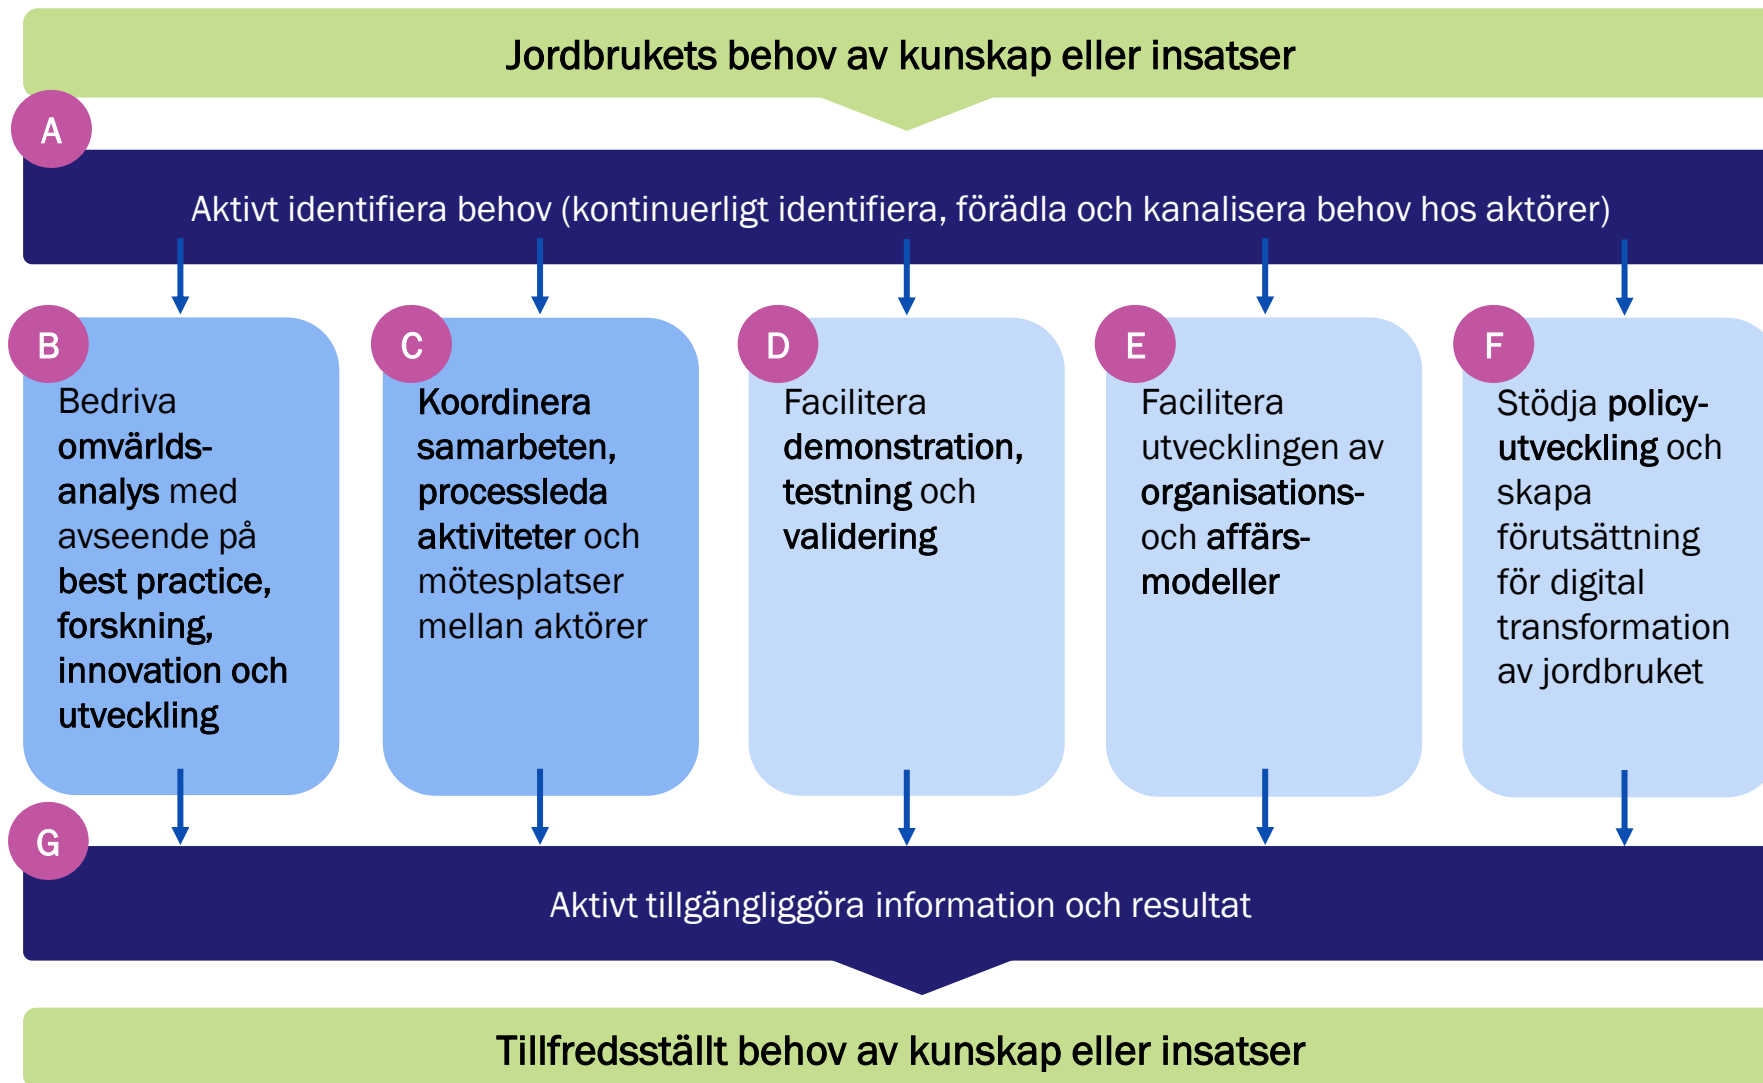 Jordbrukets behov av kunskap eller insatser
A
Aktivt identifiera behov (kontinuerligt identifiera, förädla och kanalisera behov hos aktörer)
B
Bedriva
omvärlds-
analys med
avseende på
best practice,
forskning,
innovation och
utveckling
C
Koordinera
samarbeten,
processleda
aktiviteter och
mötesplatser
mellan aktörer
D
Facilitera
demonstration,
testning och
validering
E
Facilitera
utvecklingen av
organisations-
och affärs-
modeller
F
Stödja policy-
utveckling och
skapa
förutsättning
för digital
transformation
av jordbruket
G
Aktivt tillgängliggöra information och resultat
Tillfredsställt behov av kunskap eller insatser